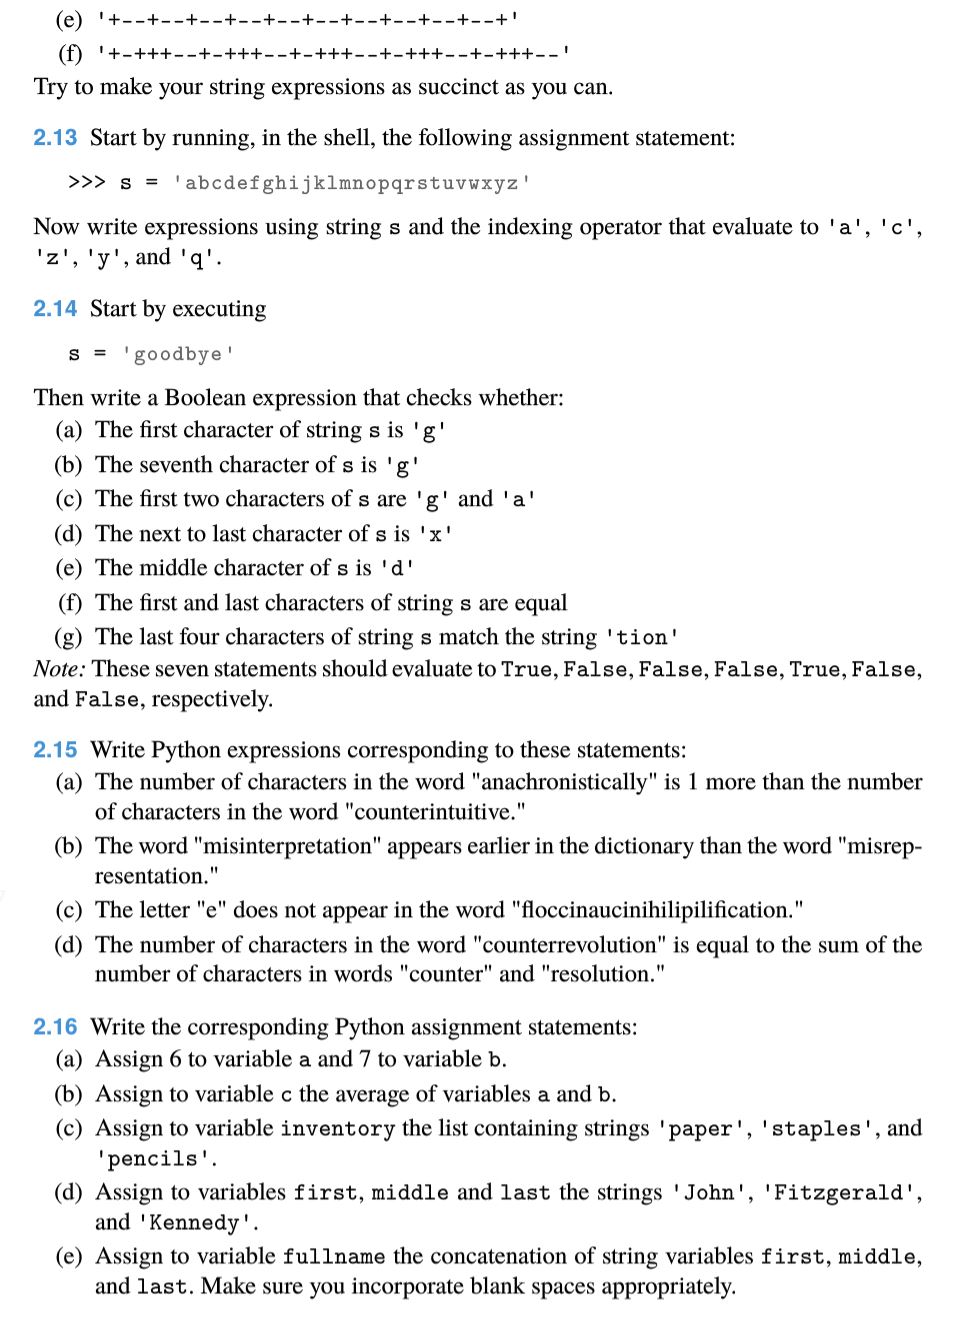 (e) '+--+--+--+--+--+--+--+--+--+--+'
(f) '+-+++--+-+++--+-+++--+-+++--+-+++--'
Try to make your string expressions as succinct as you can.
2.13 Start by running, in the shell, the following assignment statement:
>>> s = 'abcdefghijklmnopqrstuvwxyz'
Now write expressions using string s and the indexing operator that evaluate to 'a', 'c',
'z', 'y', and 'q'.
2.14 Start by executing
s = 'goodbye'
Then write a Boolean expression that checks whether:
(a) The first character of string s is 'g'
(b) The seventh character of s is 'g'
(c) The first two characters of s are 'g' and 'a'
(d) The next to last character of s is 'x'
(e) The middle character of s is 'd'
(f) The first and last characters of string s are equal
(g) The last four characters of string s match the string 'tion'
Note: These seven statements should evaluate to True, False, False, False, True, False,
and False, respectively.
2.15 Write Python expressions corresponding to these statements:
(a) The number of characters in the word "anachronistically" is 1 more than the number
of characters in the word "counterintuitive."
(b) The word "misinterpretation" appears earlier in the dictionary than the word "misrep-
resentation."
(c) The letter "e" does not appear in the word "floccinaucinihilipilification."
(d) The number of characters in the word "counterrevolution" is equal to the sum of the
number of characters in words "counter" and "resolution."
2.16 Write the corresponding Python assignment statements:
(a) Assign 6 to variable a and 7 to variable b.
(b) Assign to variable c the average of variables a and b.
(c) Assign to variable inventory the list containing strings 'paper', 'staples', and
'pencils'.
(d) Assign to variables first, middle and last the strings 'John', 'Fitzgerald',
and 'Kennedy'.
(e) Assign to variable fullname the concatenation of string variables first, middle,
and last. Make sure you incorporate blank spaces appropriately.